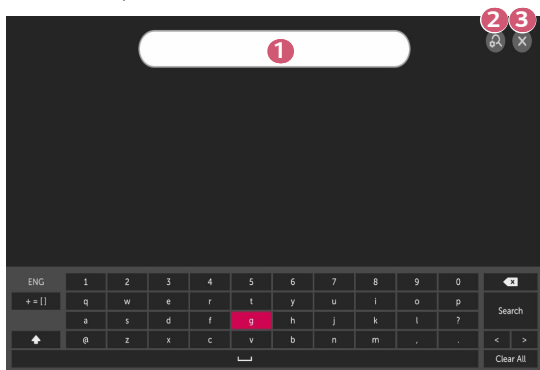 2 3
1
ENG 1 2 3 4 5 6 7 8 9 0
+ = [ ] q w e r t y u i o p
Search
a s d f g h j k l ?
@ z x c v b n m , . < >
Clear All